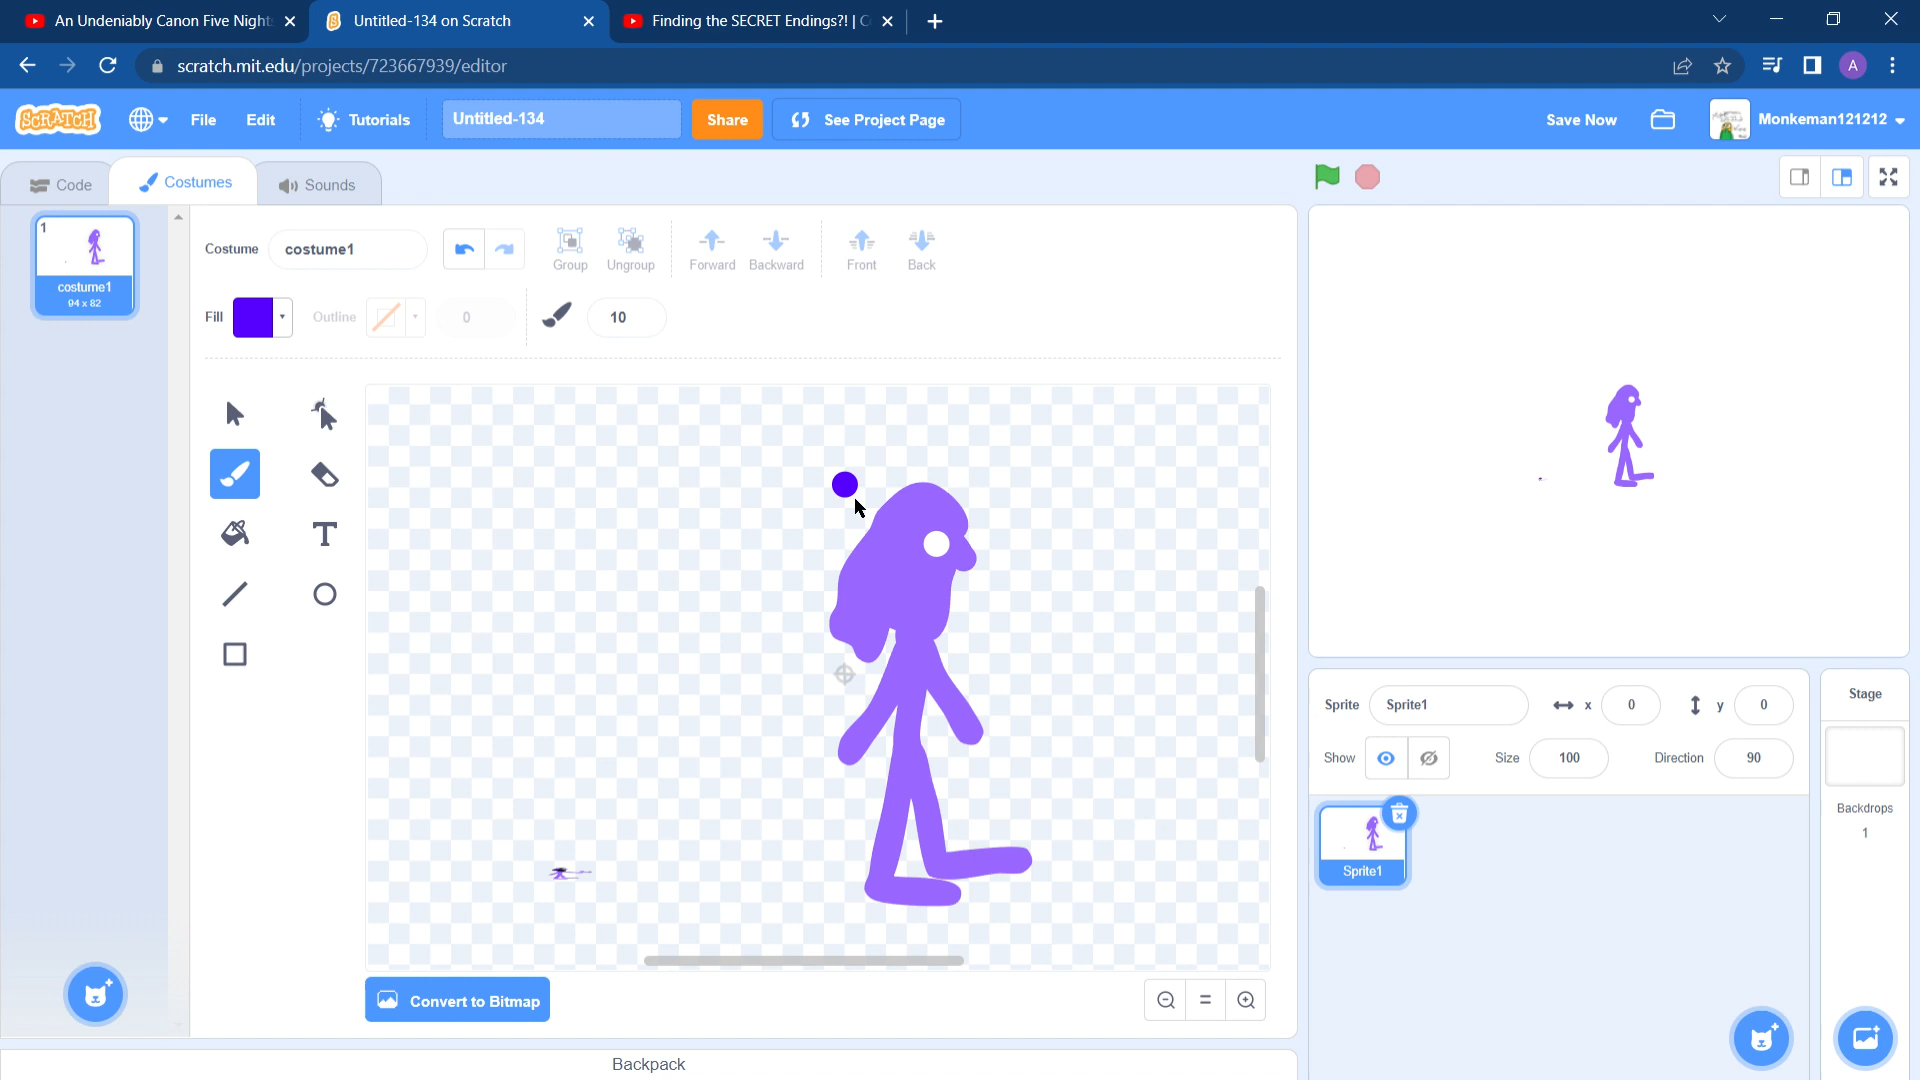 An Undeniably Canon Five Night
Untitled-134 on Scratch
Finding the SECRET Endings?! | C
scratch.mit.edu/projects/723667939/editor
A
SCRATCH
File
Edit
Tutorials
Untitled-134
Share
See Project Page
Save Now
Monkeman121212
Code
Costumes
Sounds
1
costume1
94 x 82
Costume
costume1
Group
Ungroup
Forward
Backward
Front
Back
Fill
Outline
0
10
T
Convert to Bitmap
Backpack
Sprite
Sprite1
x
0
y
0
Show
Size
100
Direction
90
Sprite1
Stage
Backdrops
1